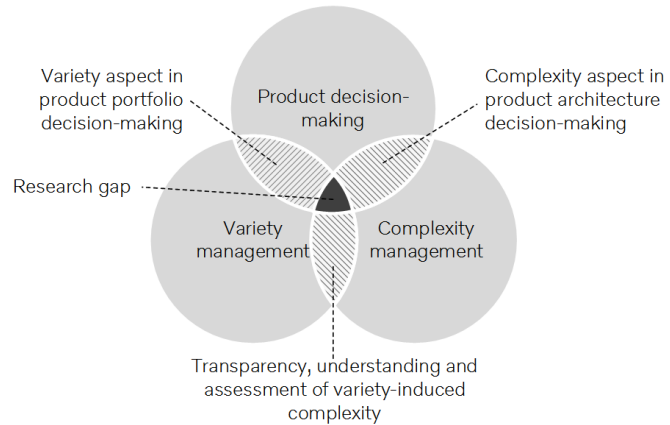 Variety aspect in
product portfolio
decision-making
Product decision-
making
Complexity aspect in
product architecture
decision-making
Research gap
Variety
management
Complexity
management
Transparency, understanding and
assessment of variety-induced
complexity